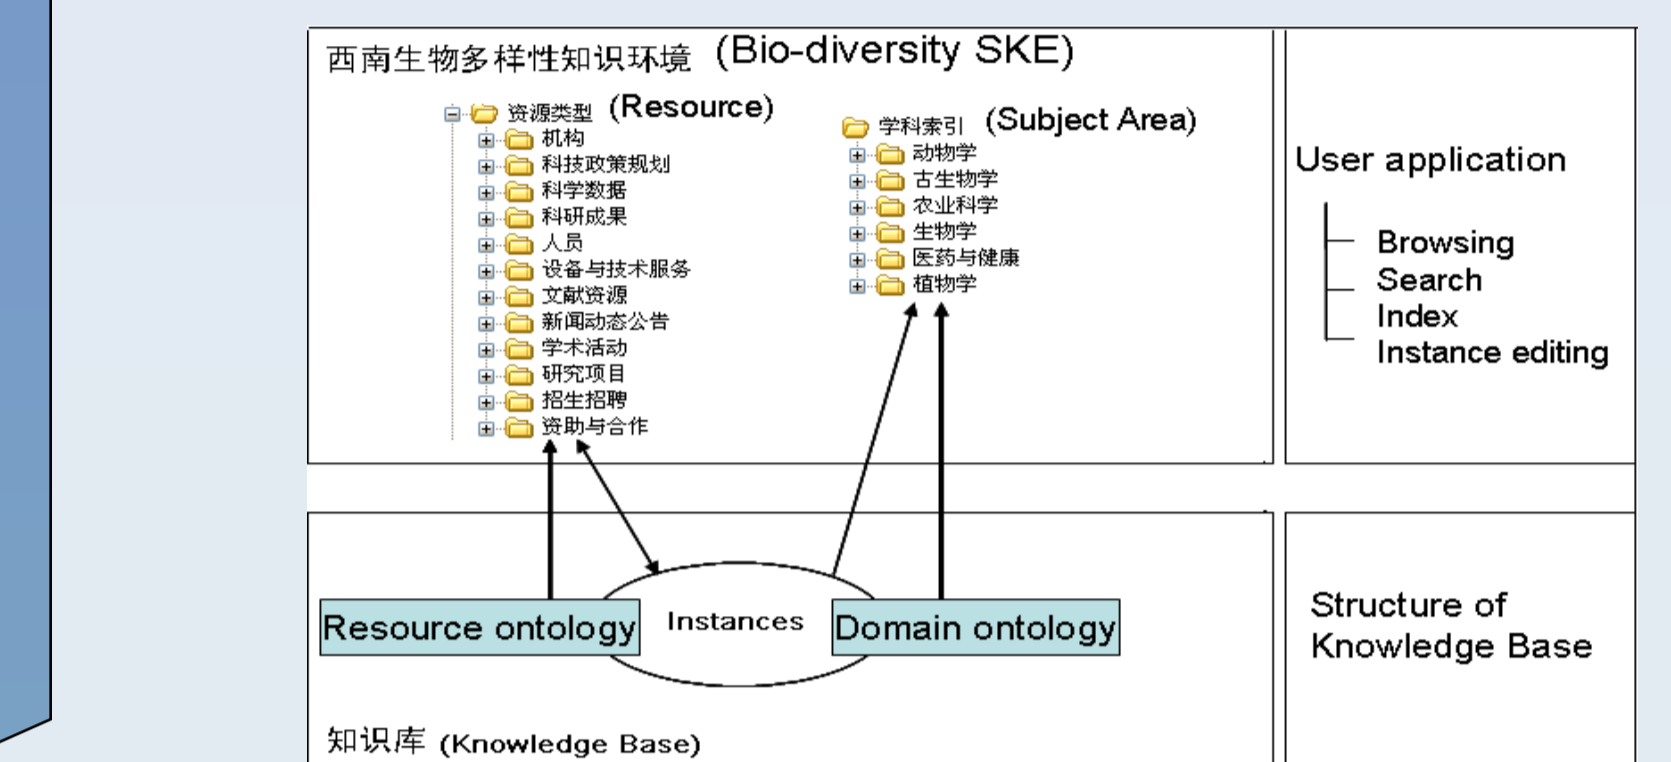 西南生物多样性知识环境 (Bio-diversity SKE)
资源类型 (Resource)
机构
科技政策规划
科学数据
科研成果
人员
设备与技术服务
文献资源
新闻动态公告
学术活动
研究项目
招生招聘
资助与合作
学科索引 (Subject Area)
动物学
古生物学
农业科学
生物学
医药与健康
植物学
User application
Browsing
Search
Index
Instance editing
Resource ontology
Instances
Domain ontology
知识库 (Knowledge Base)
Structure of
Knowledge Base